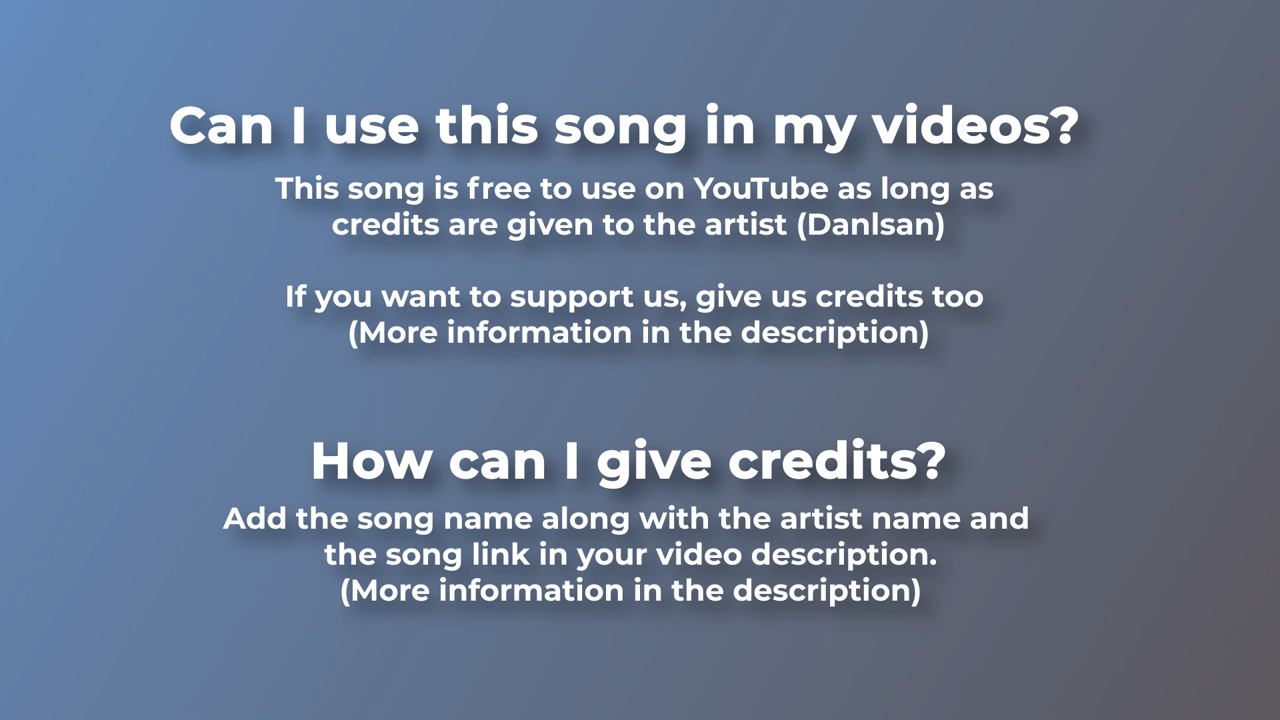 Can I use this song in my videos?
This song is free to use on YouTube as long as
credits are given to the artist (Danlsan)
If you want to support us, give us credits too
(More information in the description)
How can I give credits?
Add the song name along with the artist name and
the song link in your video description.
(More information in the description)